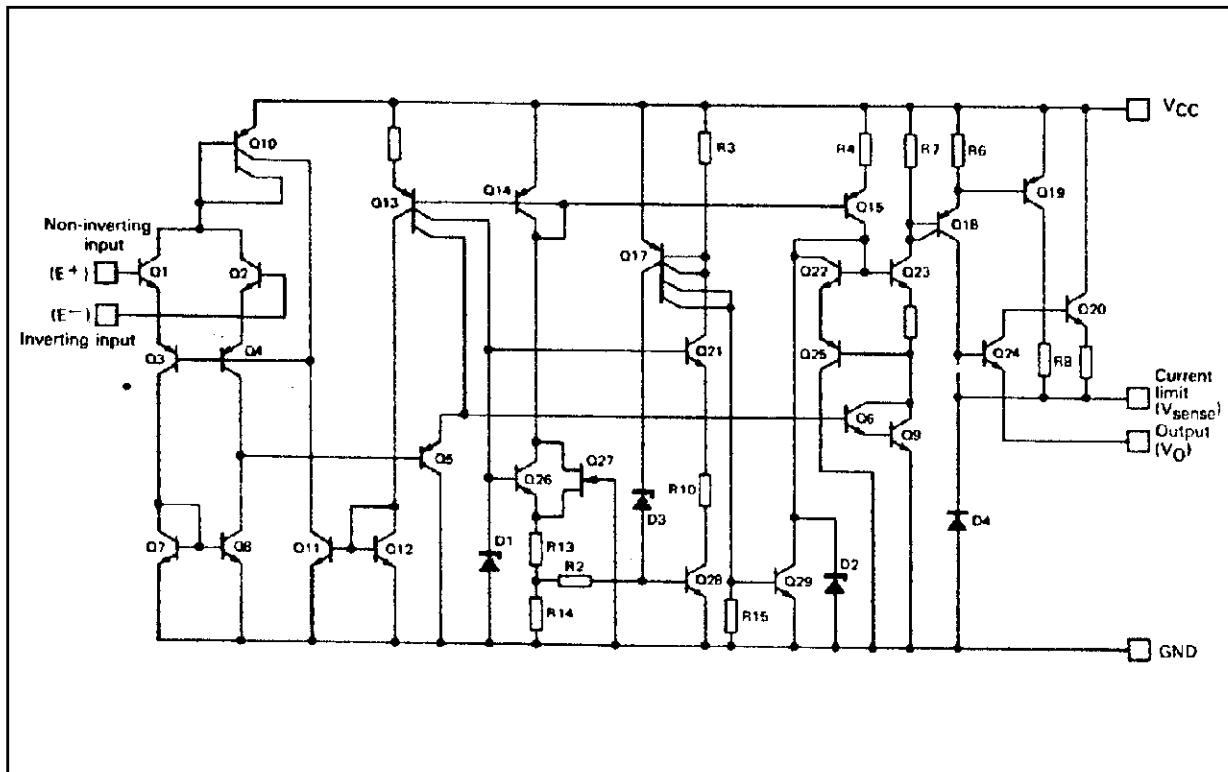 VCC
Q10
R3
R4
R7
R6
Q13
Q14
Q15
Q19
Q18
Non-inverting
input
(E+)
Q1
Q2
Q17
Q22
Q23
(E−)
Inverting input
Q20
Q3
Q4
Q21
Q25
Q24
R8
Current
limit
(Vsense)
Output
(VO)
Q5
Q6
Q9
Q26
Q27
R10
D3
D4
Q7
Q8
Q11
Q12
D1
R13
R2
Q28
Q29
D2
R14
R15
GND